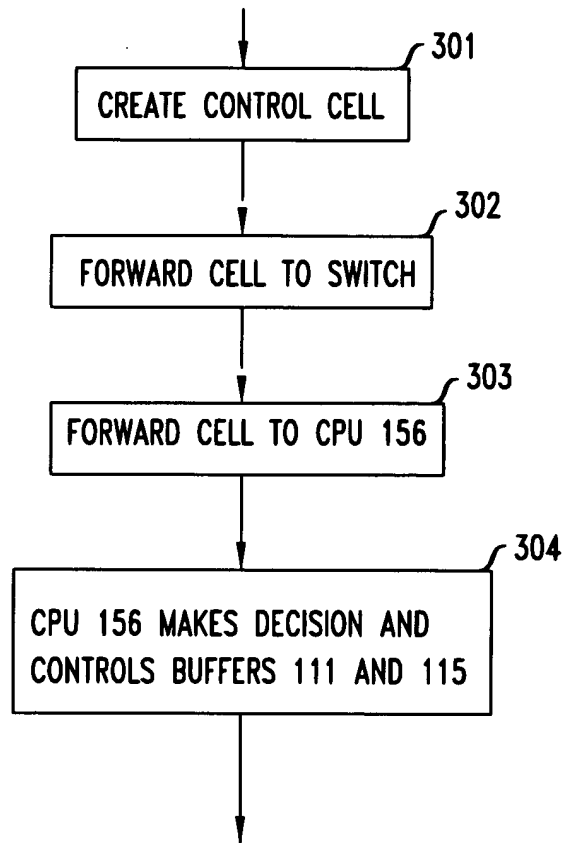 301
CREATE CONTROL CELL
302
FORWARD CELL TO SWITCH
303
FORWARD CELL TO CPU 156
304
CPU 156 MAKES DECISION AND
CONTROLS BUFFERS 111 AND 115